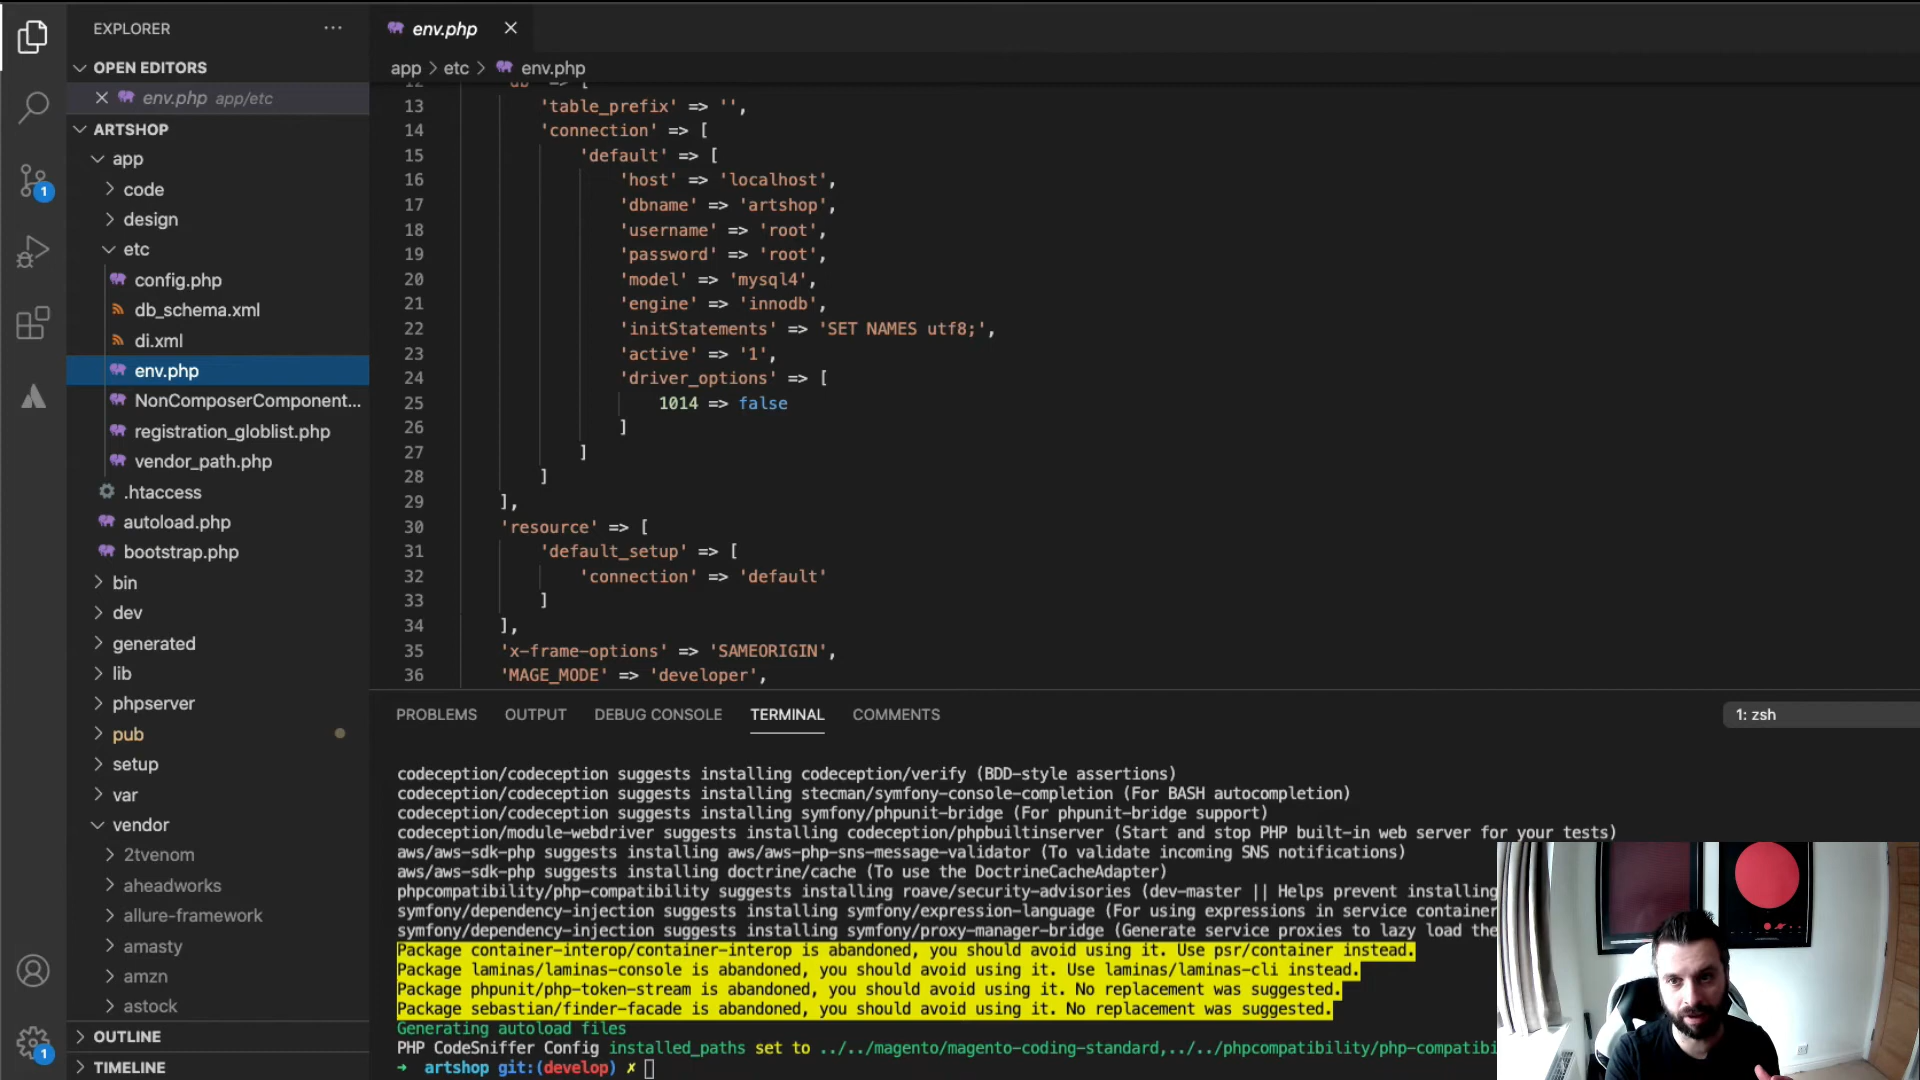 EXPLORER
OPEN EDITORS
env.php app/etc
ARTSHOP
app
code
design
etc
config.php
db_schema.xml
di.xml
env.php
NonComposerComponent...
registration_globlist.php
vendor_path.php
.htaccess
autoload.php
bootstrap.php
bin
dev
generated
lib
phpserver
pub
setup
var
vendor
2tvenom
aheadworks
allure-framework
amasty
amzn
astock
OUTLINE
TIMELINE
1
1
env.php
app > etc > env.php
13 'table_prefix' => '',
14 'connection' => [
15 'default' => [
16 'host' => 'localhost',
17 'dbname' => 'artshop',
18 'username' => 'root',
19 'password' => 'root',
20 'model' => 'mysql4',
21 'engine' => 'innodb',
22 'initStatements' => 'SET NAMES utf8;',
23 'active' => '1',
24 'driver_options' => [
25 1014 => false
26 ]
27 ]
28 ]
29 ],
30 'resource' => [
31 'default_setup' => [
32 'connection' => 'default'
33 ]
34 ],
35 'x-frame-options' => 'SAMEORIGIN',
36 'MAGE_MODE' => 'developer',
PROBLEMS OUTPUT DEBUG CONSOLE TERMINAL COMMENTS
1: zsh
codeception/codeception suggests installing codeception/verify (BDD-style assertions)
codeception/codeception suggests installing stecman/symfony-console-completion (For BASH autocompletion)
codeception/codeception suggests installing symfony/phpunit-bridge (For phpunit-bridge support)
codeception/module-webdriver suggests installing codeception/phpbuiltinserver (Start and stop PHP built-in web server for your tests)
aws/aws-sdk-php suggests installing aws/aws-php-sns-message-validator (To validate incoming SNS notifications)
aws/aws-sdk-php suggests installing doctrine/cache (To use the DoctrineCacheAdapter)
phpcompatibility/php-compatibility suggests installing roave/security-advisories (dev-master || Helps prevent installing
symfony/dependency-injection suggests installing symfony/expression-language (For using expressions in service container
symfony/dependency-injection suggests installing symfony/proxy-manager-bridge (Generate service proxies to lazy load the
Package container-interop/container-interop is abandoned, you should avoid using it. Use psr/container instead.
Package laminas/laminas-console is abandoned, you should avoid using it. Use laminas/laminas-cli instead.
Package phpunit/php-token-stream is abandoned, you should avoid using it. No replacement was suggested.
Package sebastian/finder-facade is abandoned, you should avoid using it. No replacement was suggested.
Generating autoload files
PHP CodeSniffer Config installed_paths set to ../../magento/magento-coding-standard,../../phpcompatibility/php-compatibi
→ artshop git:(develop) ✗